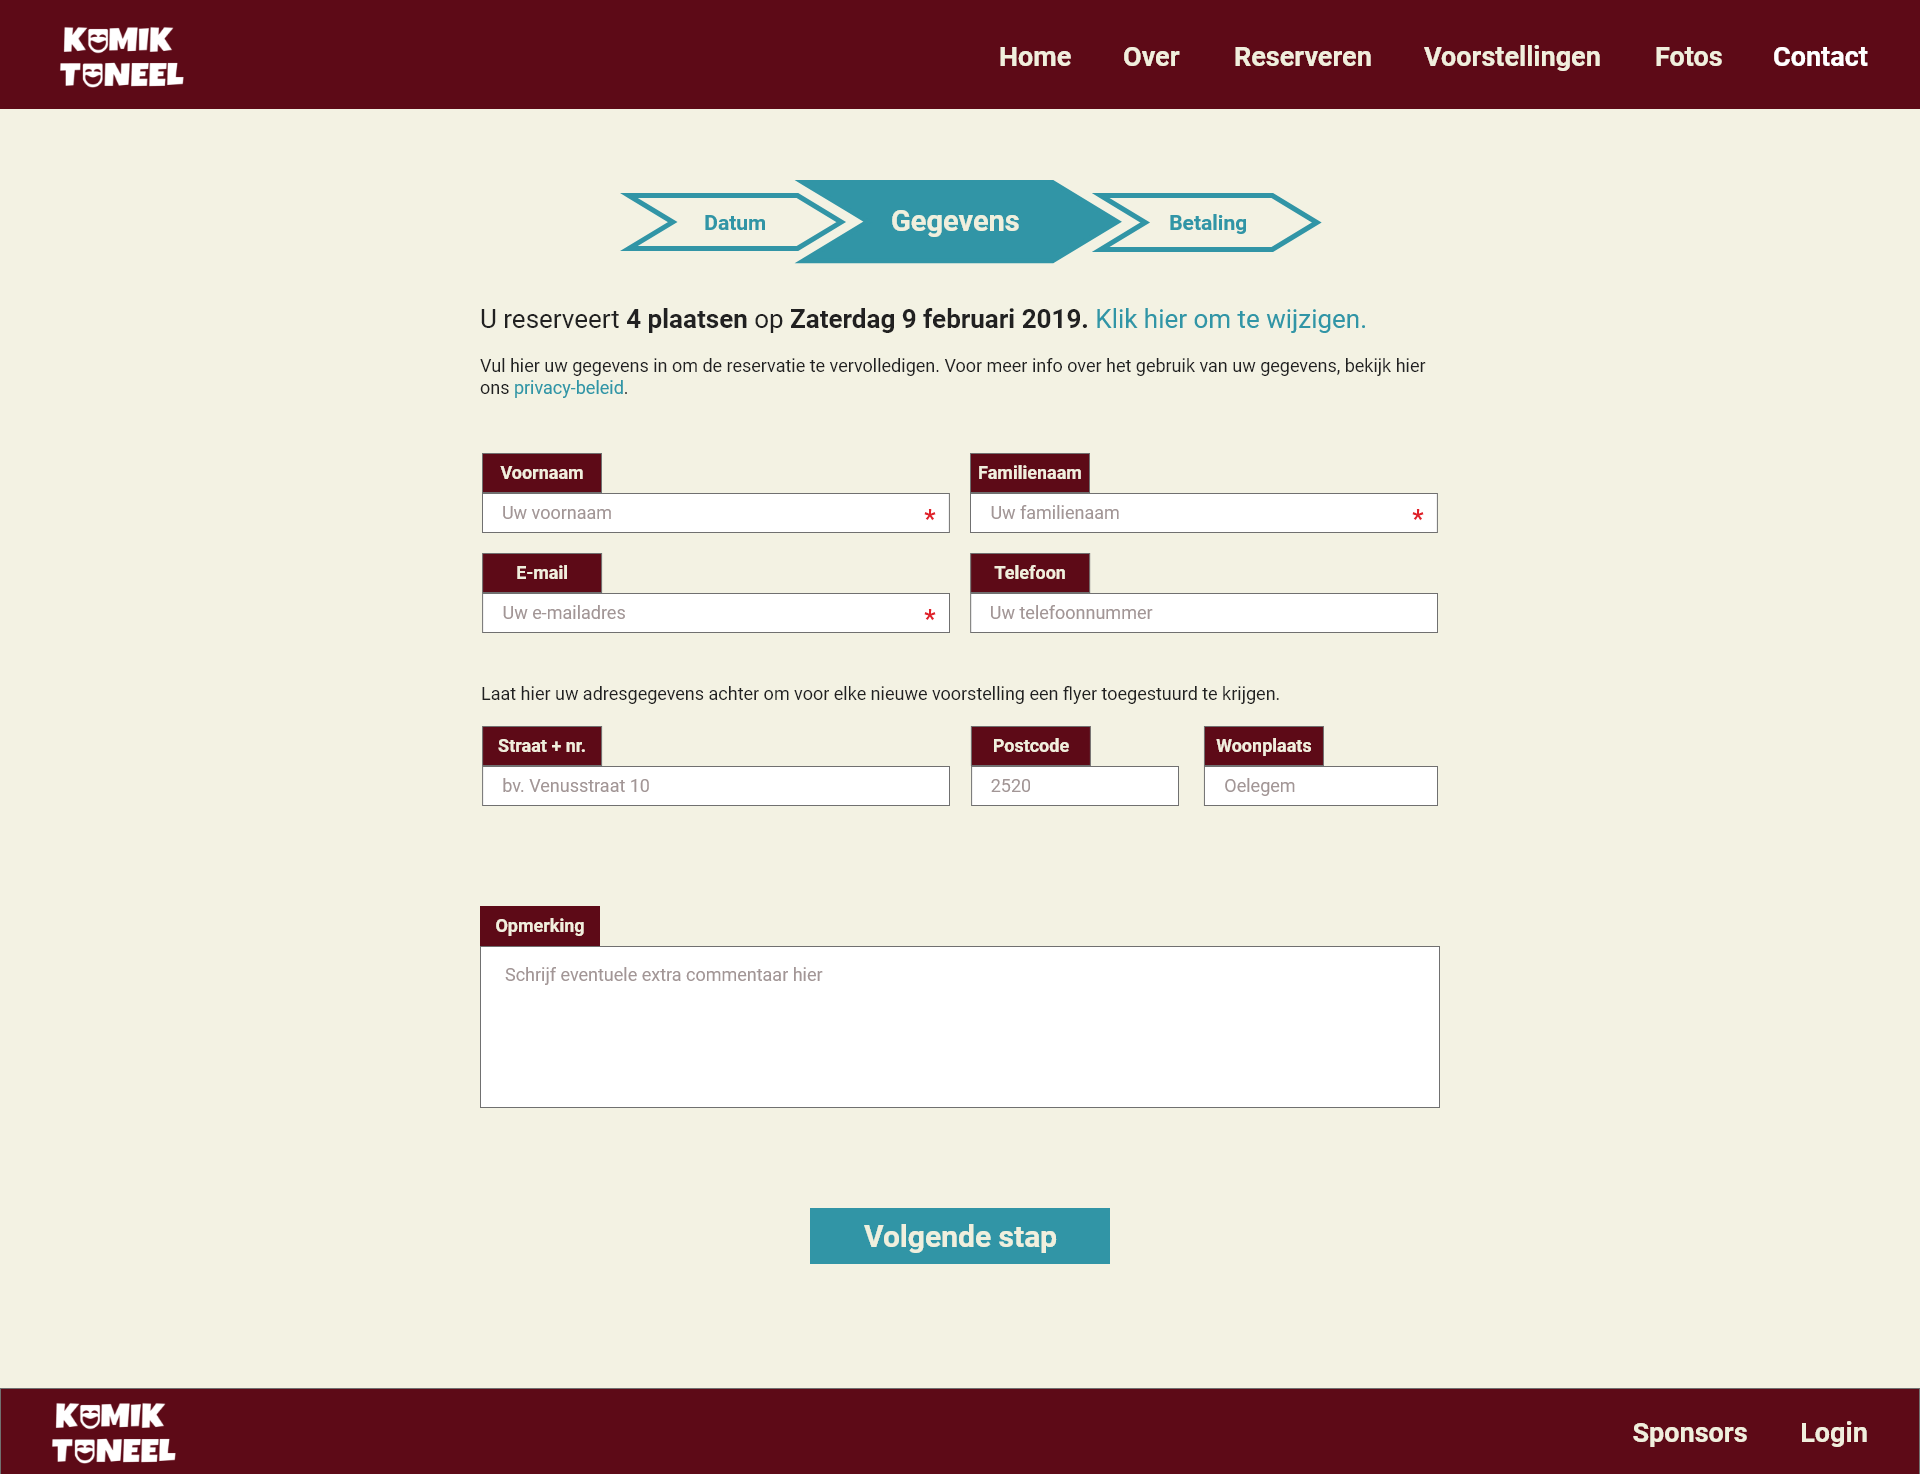 KOMIK
TONEEL
Home Over Reserveren Voorstellingen Fotos Contact
Datum Gegevens Betaling
U reserveert 4 plaatsen op Zaterdag 9 februari 2019. Klik hier om te wijzigen.
Vul hier uw gegevens in om de reservatie te vervolledigen. Voor meer info over het gebruik van uw gegevens, bekijk hier
ons privacy-beleid.
Voornaam Familienaam
Uw voornaam * Uw familienaam *
E-mail Telefoon
Uw e-mailadres * Uw telefoonnummer
Laat hier uw adresgegevens achter om voor elke nieuwe voorstelling een flyer toegestuurd te krijgen.
Straat + nr. Postcode Woonplaats
bv. Venusstraat 10 2520 Oelegem
Opmerking
Schrijf eventuele extra commentaar hier
Volgende stap
KOMIK
TONEEL
Sponsors Login